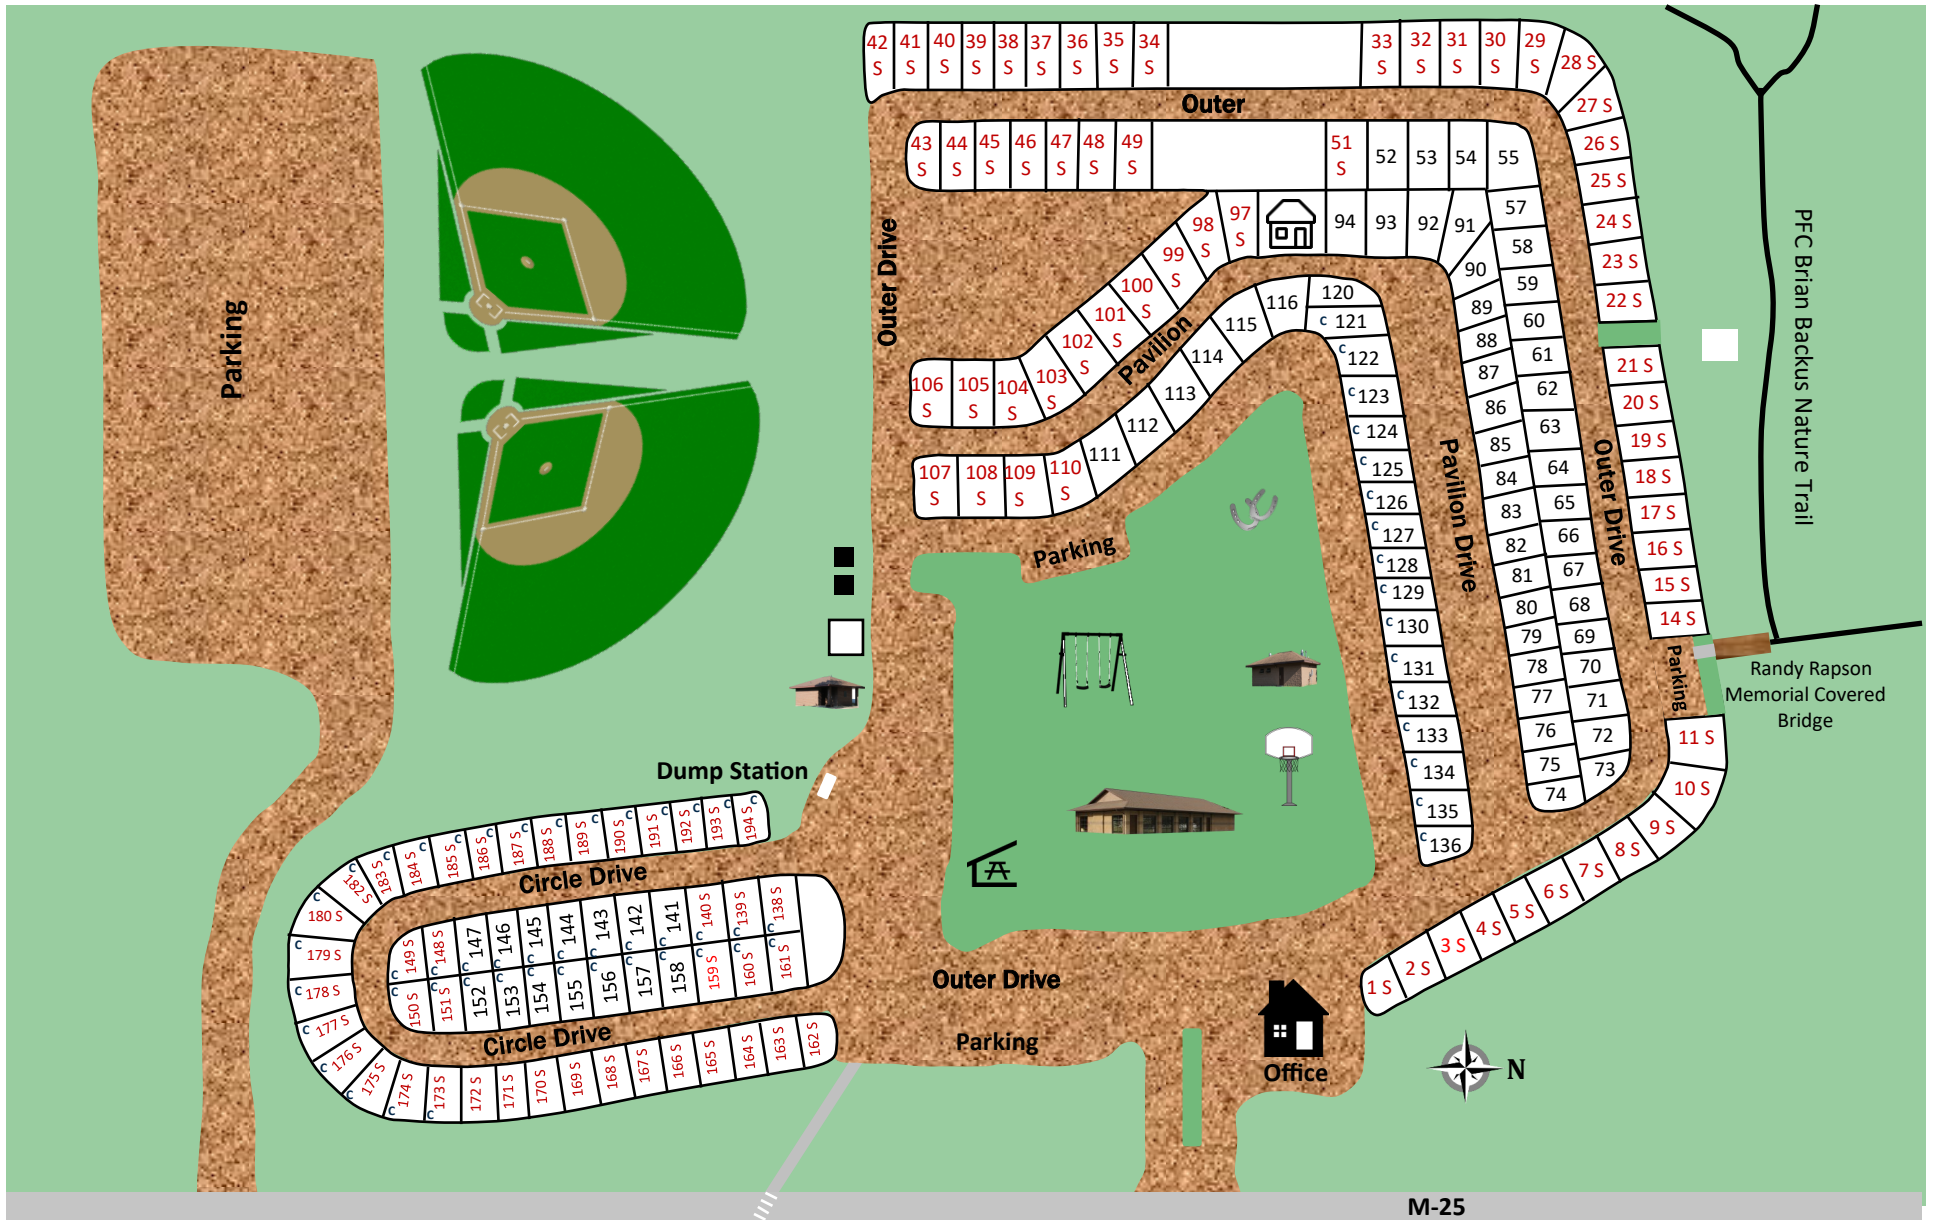 42 S
41 S
40 S
39 S
38 S
37 S
36 S
35 S
34 S
33 S
32 S
31 S
30 S
29 S
28 S
27 S
26 S
25 S
24 S
23 S
22 S
21 S
20 S
19 S
18 S
17 S
16 S
15 S
14 S
11 S
10 S
9 S
8 S
7 S
6 S
5 S
4 S
3 S
2 S
1 S
Outer
43 S
44 S
45 S
46 S
47 S
48 S
49 S
51 S
52
53
54
55
57
58
59
60
61
62
63
64
65
66
67
68
69
70
71
72
73
74
75
76
77
78
79
80
81
82
83
84
85
86
87
88
89
90
91
92
93
94
97 S
98 S
99 S
100 S
101 S
102 S
103 S
104 S
105 S
106 S
Pavilion
107 S
108 S
109 S
110 S
111
112
113
114
115
116
120
C 121
C 122
C 123
C 124
C 125
C 126
C 127
C 128
C 129
C 130
C 131
C 132
C 133
C 134
C 135
C 136
Parking
Outer Drive
Pavilion Drive
Outer Drive
Parking
Parking
PFC Brian Backus Nature Trail
Randy Rapson
Memorial Covered
Bridge
Dump Station
194 S C
193 S C
192 S C
191 S C
190 S C
189 S C
188 S C
187 S C
186 S C
185 S C
184 S C
183 S C
182 S C
C 180 S
C 179 S
C 178 S
C 177 S
C 176 S
C 175 S
C 174 S
C 173 S
172 S
171 S
170 S
169 S
168 S
167 S
166 S
165 S
164 S
163 S
162 S
Circle Drive
C 149 S
C 148 S
C 147
C 146
C 145
C 144
C 143
C 142
C 141
C 140 S
C 139 S
C 138 S
C 150 S
C 151 S
C 152
C 153
C 154
C 155
C 156
C 157
C 158
C 159 S
C 160 S
C 161 S
Circle Drive
Outer Drive
Parking
Office
N
M-25